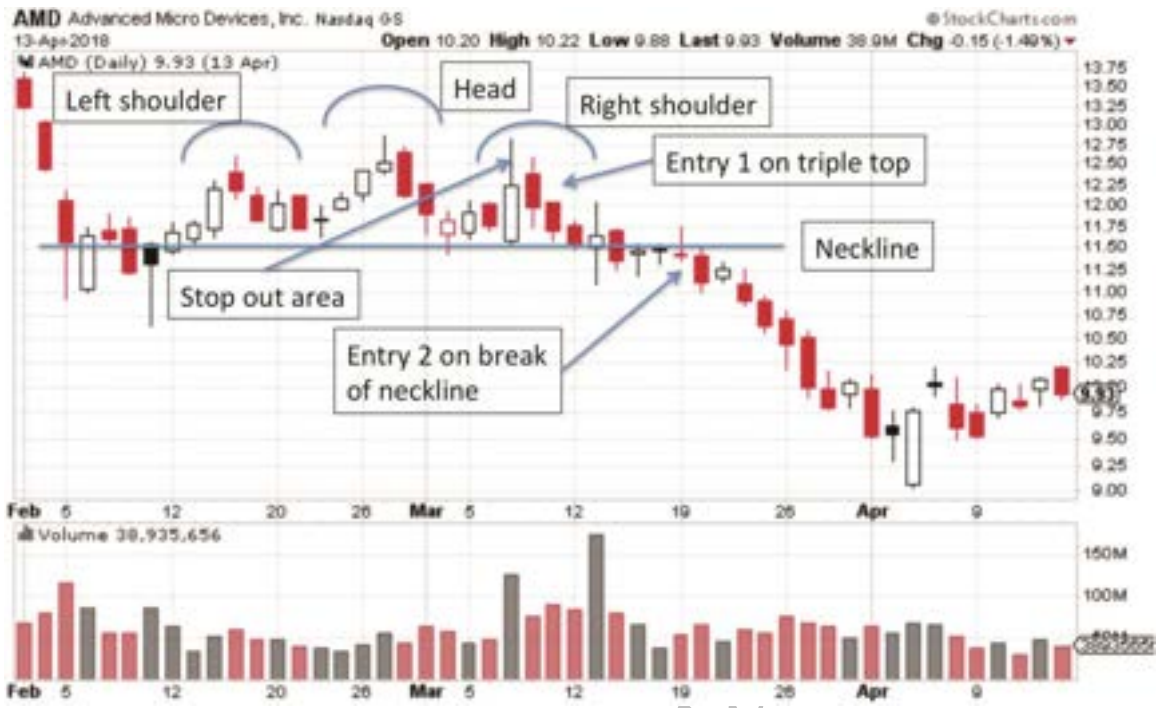 AMD Advanced Micro Devices, Inc. Nasdaq GS @StockCharts.com
13-Apr-2018 Open 10.20 High 10.22 Low 9.88 Last 9.93 Volume 38.9M Chg -0.15 (-1.49%)
AMD (Daily) 9.93 (13 Apr)
Left shoulder
Head
Right shoulder
Entry 1 on triple top
Neckline
Stop out area
Entry 2 on break
of neckline
13.75
13.50
13.25
13.00
12.75
12.50
12.25
12.00
11.75
11.50
11.25
11.00
10.75
10.50
10.25
10.00
9.93
9.75
9.50
9.25
9.00
Feb 5 12 20 26 Mar 5 12 19 26 Apr 9
Volume 38,935,656
150M
100M
Feb 5 12 20 26 Mar 5 12 19 26 Apr 9